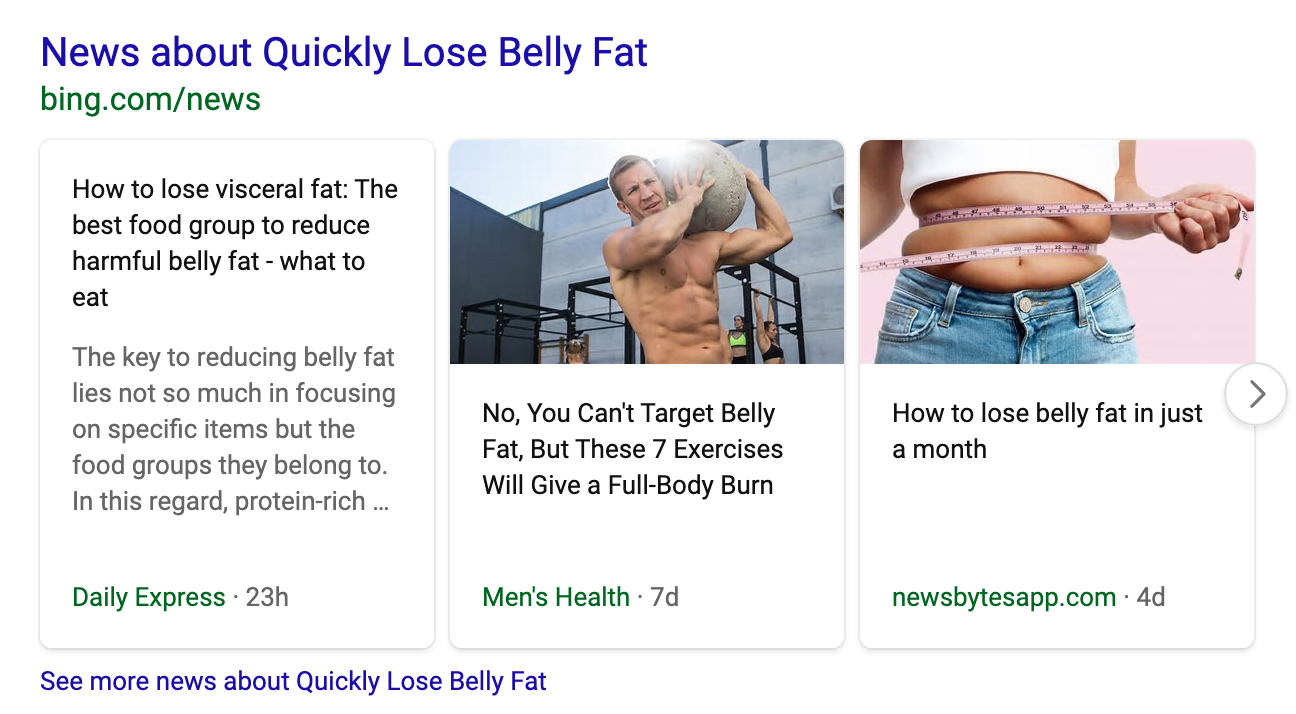 News about Quickly Lose Belly Fat
bing.com/news
How to lose visceral fat: The
best food group to reduce
harmful belly fat - what to
eat
The key to reducing belly fat
lies not so much in focusing
on specific items but the
food groups they belong to.
In this regard, protein-rich ...
Daily Express · 23h
No, You Can't Target Belly
Fat, But These 7 Exercises
Will Give a Full-Body Burn
Men's Health · 7d
How to lose belly fat in just
a month
newsbytesapp.com · 4d
See more news about Quickly Lose Belly Fat